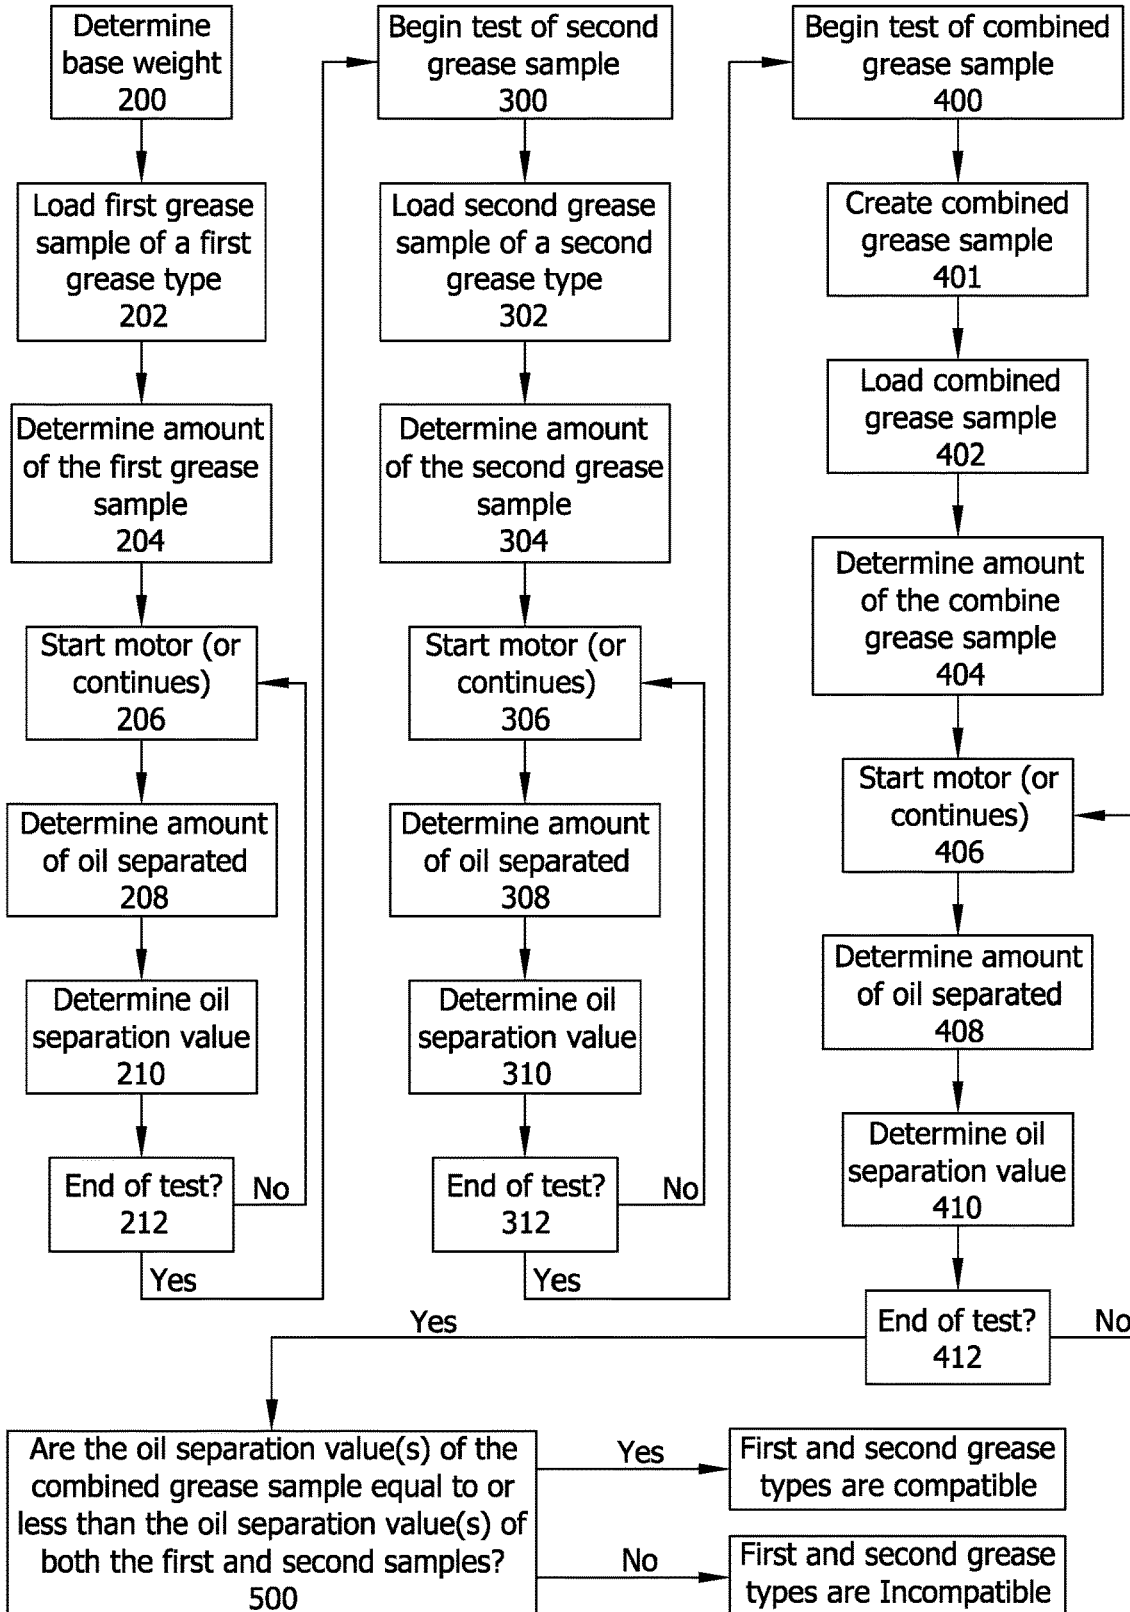 Determine
base weight
200
Load first grease
sample of a first
grease type
202
Determine amount
of the first grease
sample
204
Start motor (or
continues)
206
Determine amount
of oil separated
208
Determine oil
separation value
210
End of test?
212
No
Yes
Begin test of second
grease sample
300
Load second grease
sample of a second
grease type
302
Determine amount
of the second grease
sample
304
Start motor (or
continues)
306
Determine amount
of oil separated
308
Determine oil
separation value
310
End of test?
312
No
Yes
Begin test of combined
grease sample
400
Create combined
grease sample
401
Load combined
grease sample
402
Determine amount
of the combine
grease sample
404
Start motor (or
continues)
406
Determine amount
of oil separated
408
Determine oil
separation value
410
End of test?
412
No
Yes
Are the oil separation value(s) of the
combined grease sample equal to or
less than the oil separation value(s) of
both the first and second samples?
500
Yes
First and second grease
types are compatible
No
First and second grease
types are Incompatible